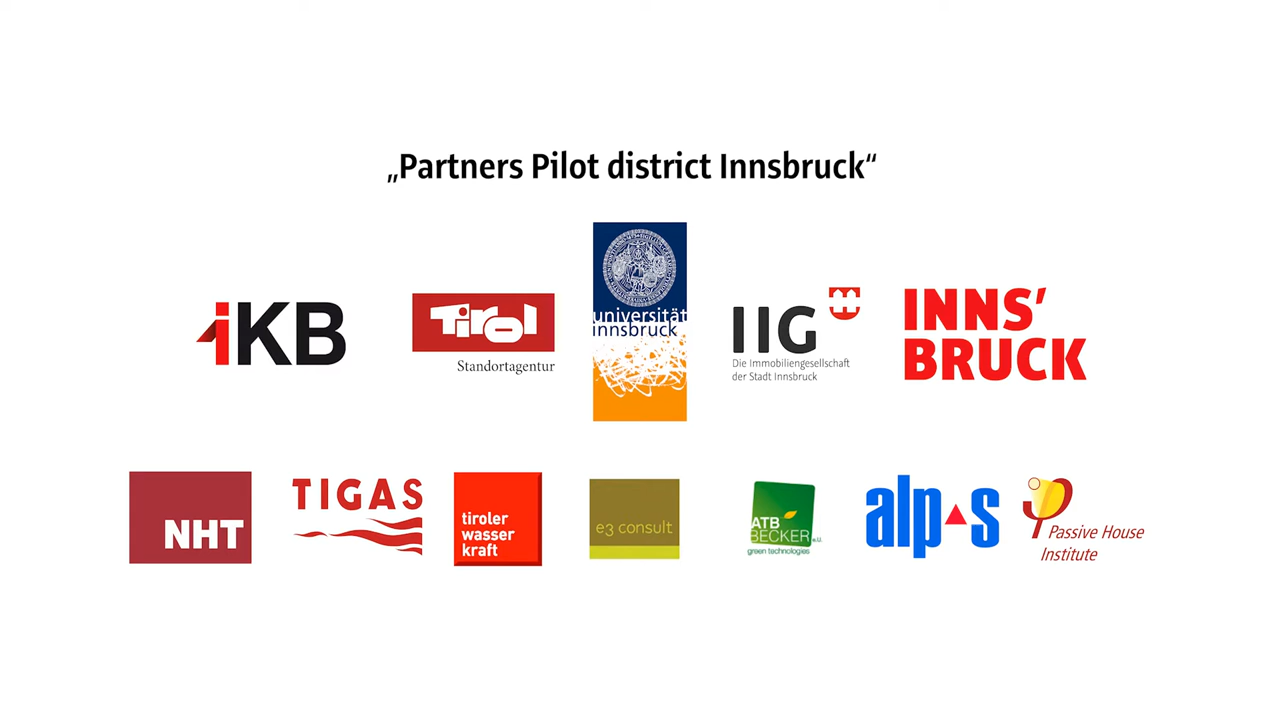 „Partners Pilot district Innsbruck“
iKB
Tirol
Standortagentur
universität
innsbruck
IIG
Die Immobiliengesellschaft
der Stadt Innsbruck
INNS'
BRUCK
NHT
TIGAS
tiroler
wasser
kraft
e3 consult
ATB
BECKER e.U.
green technologies
alp s
Passive House
Institute